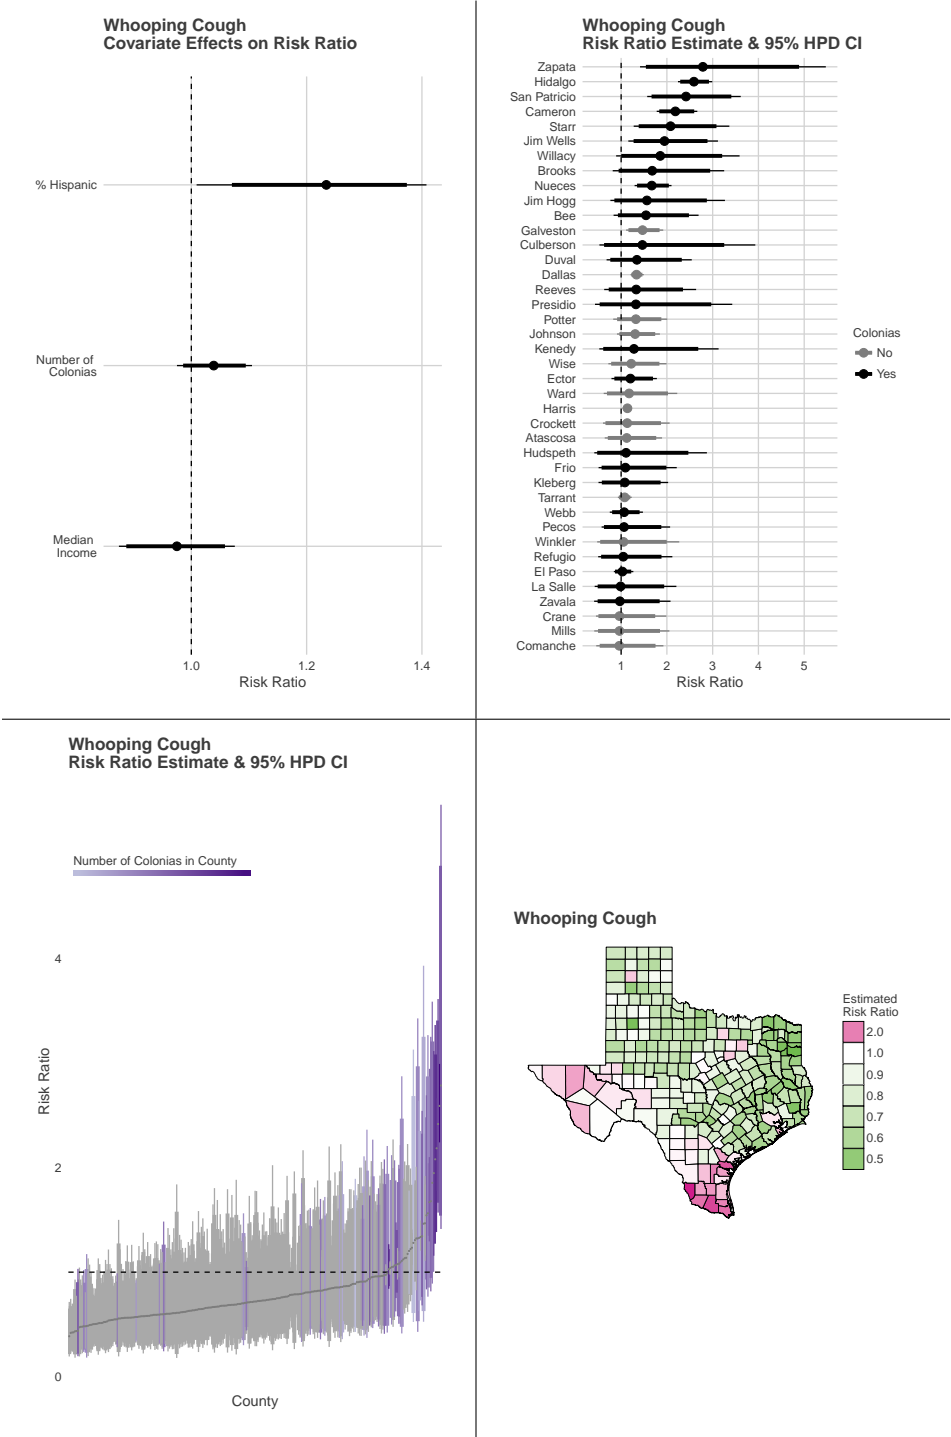 Whooping Cough
Covariate Effects on Risk Ratio
% Hispanic
Number of
Colonias
Median
Income
1.0
1.2
1.4
Risk Ratio
Whooping Cough
Risk Ratio Estimate & 95% HPD CI
Zapata
Hidalgo
San Patricio
Cameron
Starr
Jim Wells
Willacy
Brooks
Nueces
Jim Hogg
Bee
Galveston
Culberson
Duval
Dallas
Reeves
Presidio
Potter
Johnson
Kenedy
Wise
Ector
Ward
Harris
Crockett
Atascosa
Hudspeth
Frio
Kleberg
Tarrant
Webb
Pecos
Winkler
Refugio
El Paso
La Salle
Zavala
Crane
Mills
Comanche
1
2
3
4
5
Risk Ratio
Colonias
No
Yes
Whooping Cough
Risk Ratio Estimate & 95% HPD CI
Number of Colonias in County
4
2
0
Risk Ratio
County
Whooping Cough
Estimated
Risk Ratio
2.0
1.0
0.9
0.8
0.7
0.6
0.5